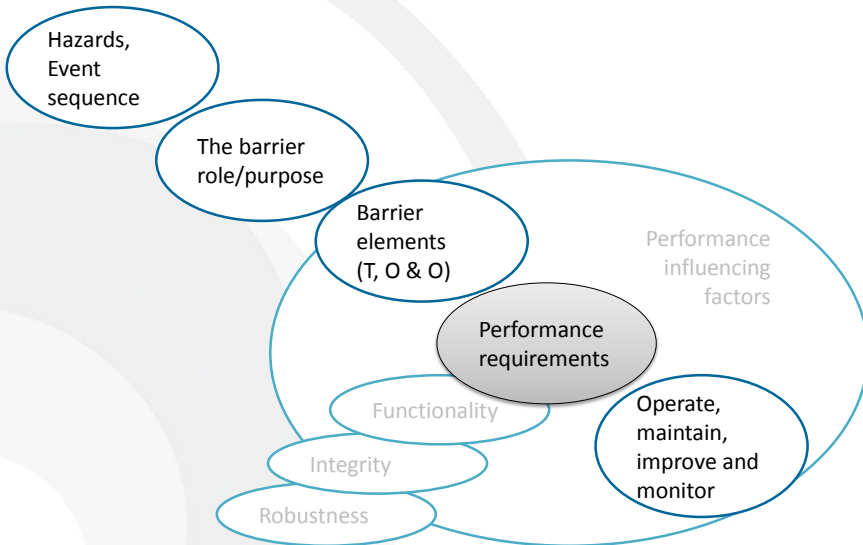 Hazards,
Event
sequence
The barrier
role/purpose
Barrier
elements
(T, O & O)
Performance
influencing
factors
Performance
requirements
Functionality
Integrity
Robustness
Operate,
maintain,
improve and
monitor